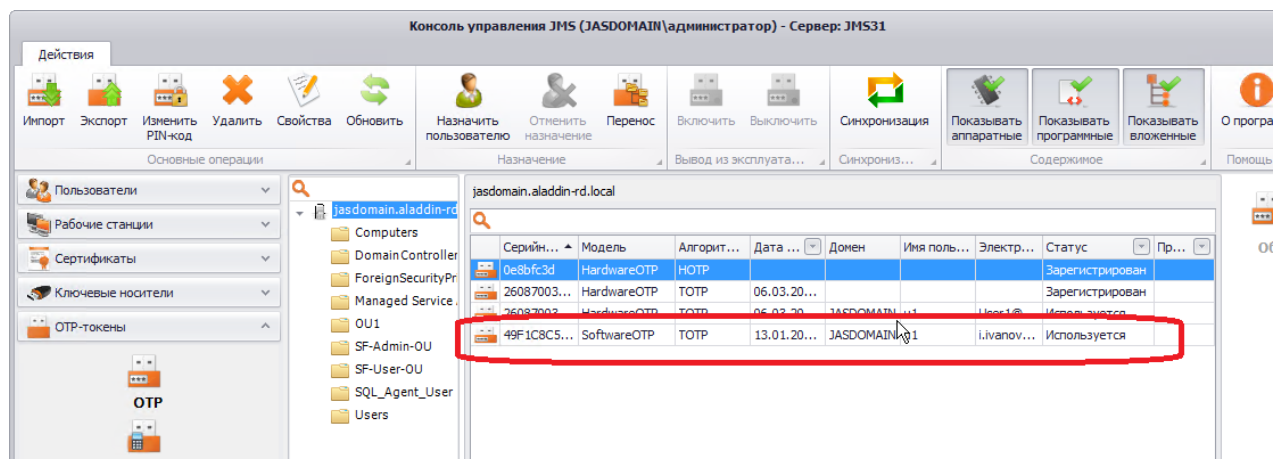 Консоль управления JMS (JASDOMAIN\администратор) - Сервер: JMS31
Действия
Импорт Экспорт Изменить PIN-код Удалить Свойства Обновить Назначить пользователю Отменить назначение Перенос Включить Выключить Синхронизация Показывать аппаратные Показывать программные Показывать вложенные О програ
Основные операции Назначение Вывод из эксплуата... Синхрониз... Содержимое Помощь
Пользователи
Рабочие станции
Сертификаты
Ключевые носители
OTP-токены
OTP
jasdomain.aladdin-rd
Computers
DomainController
ForeignSecurityPri
Managed Service
OU1
SF-Admin-OU
SF-User-OU
SQL_Agent_User
Users
jasdomain.aladdin-rd.local
Серийн... Модель Алгорит... Дата ... Домен Имя поль... Электр... Статус Пр...
0e8bfc3d HardwareOTP HOTP Зарегистрирован
26087003... HardwareOTP TOTP 06.03.20... Зарегистрирован
26087003... HardwareOTP TOTP 06.03.20... JASDOMAIN u1 User1@... Используется
49F1C8C5... SoftwareOTP TOTP 13.01.20... JASDOMAIN i.ivanov... Используется